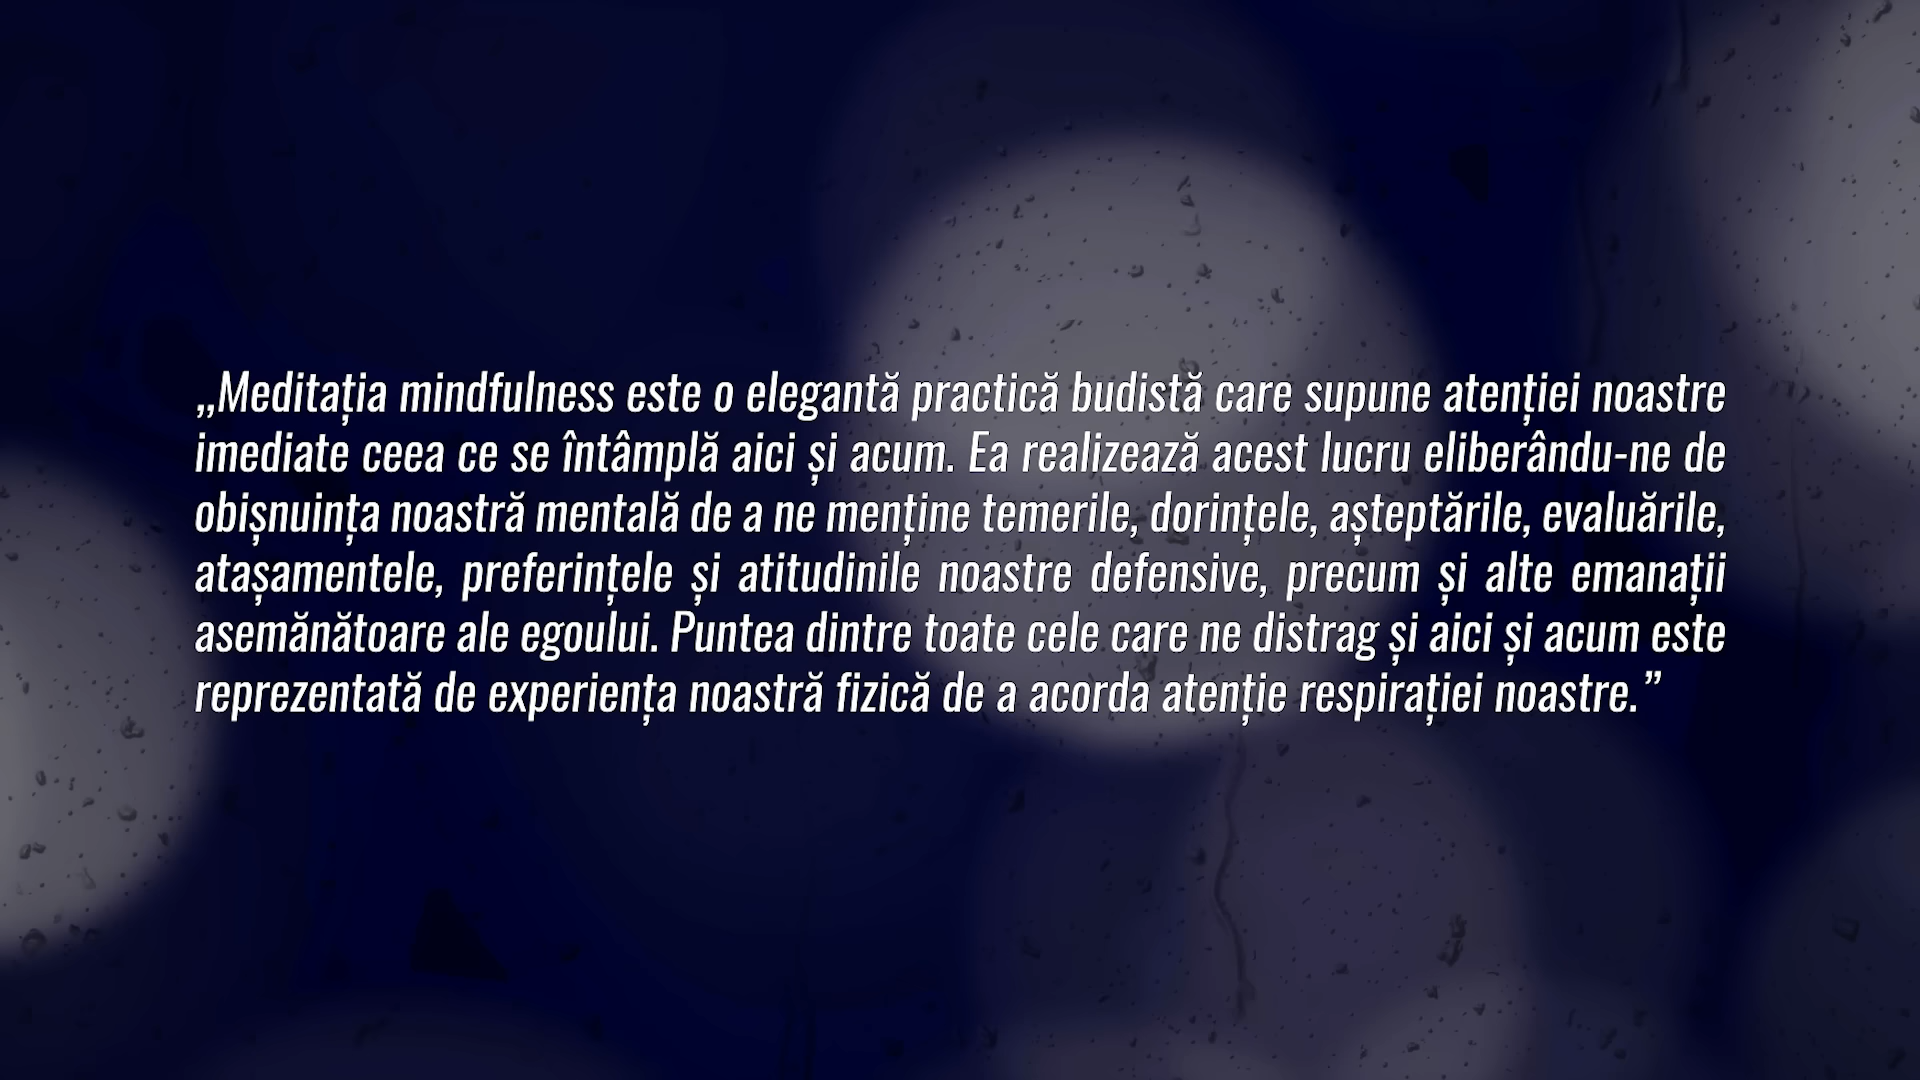 „Meditația mindfulness este o elegantă practică budistă care supune atenției noastre
imediate ceea ce se întâmplă aici și acum. Ea realizează acest lucru eliberându-ne de
obișnuința noastră mentală de a ne menține temerile, dorințele, așteptările, evaluările,
atașamentele, preferințele și atitudinile noastre defensive, precum și alte emanații
asemănătoare ale egoului. Puntea dintre toate cele care ne distrag și aici și acum este
reprezentată de experiența noastră fizică de a acorda atenție respirației noastre.”